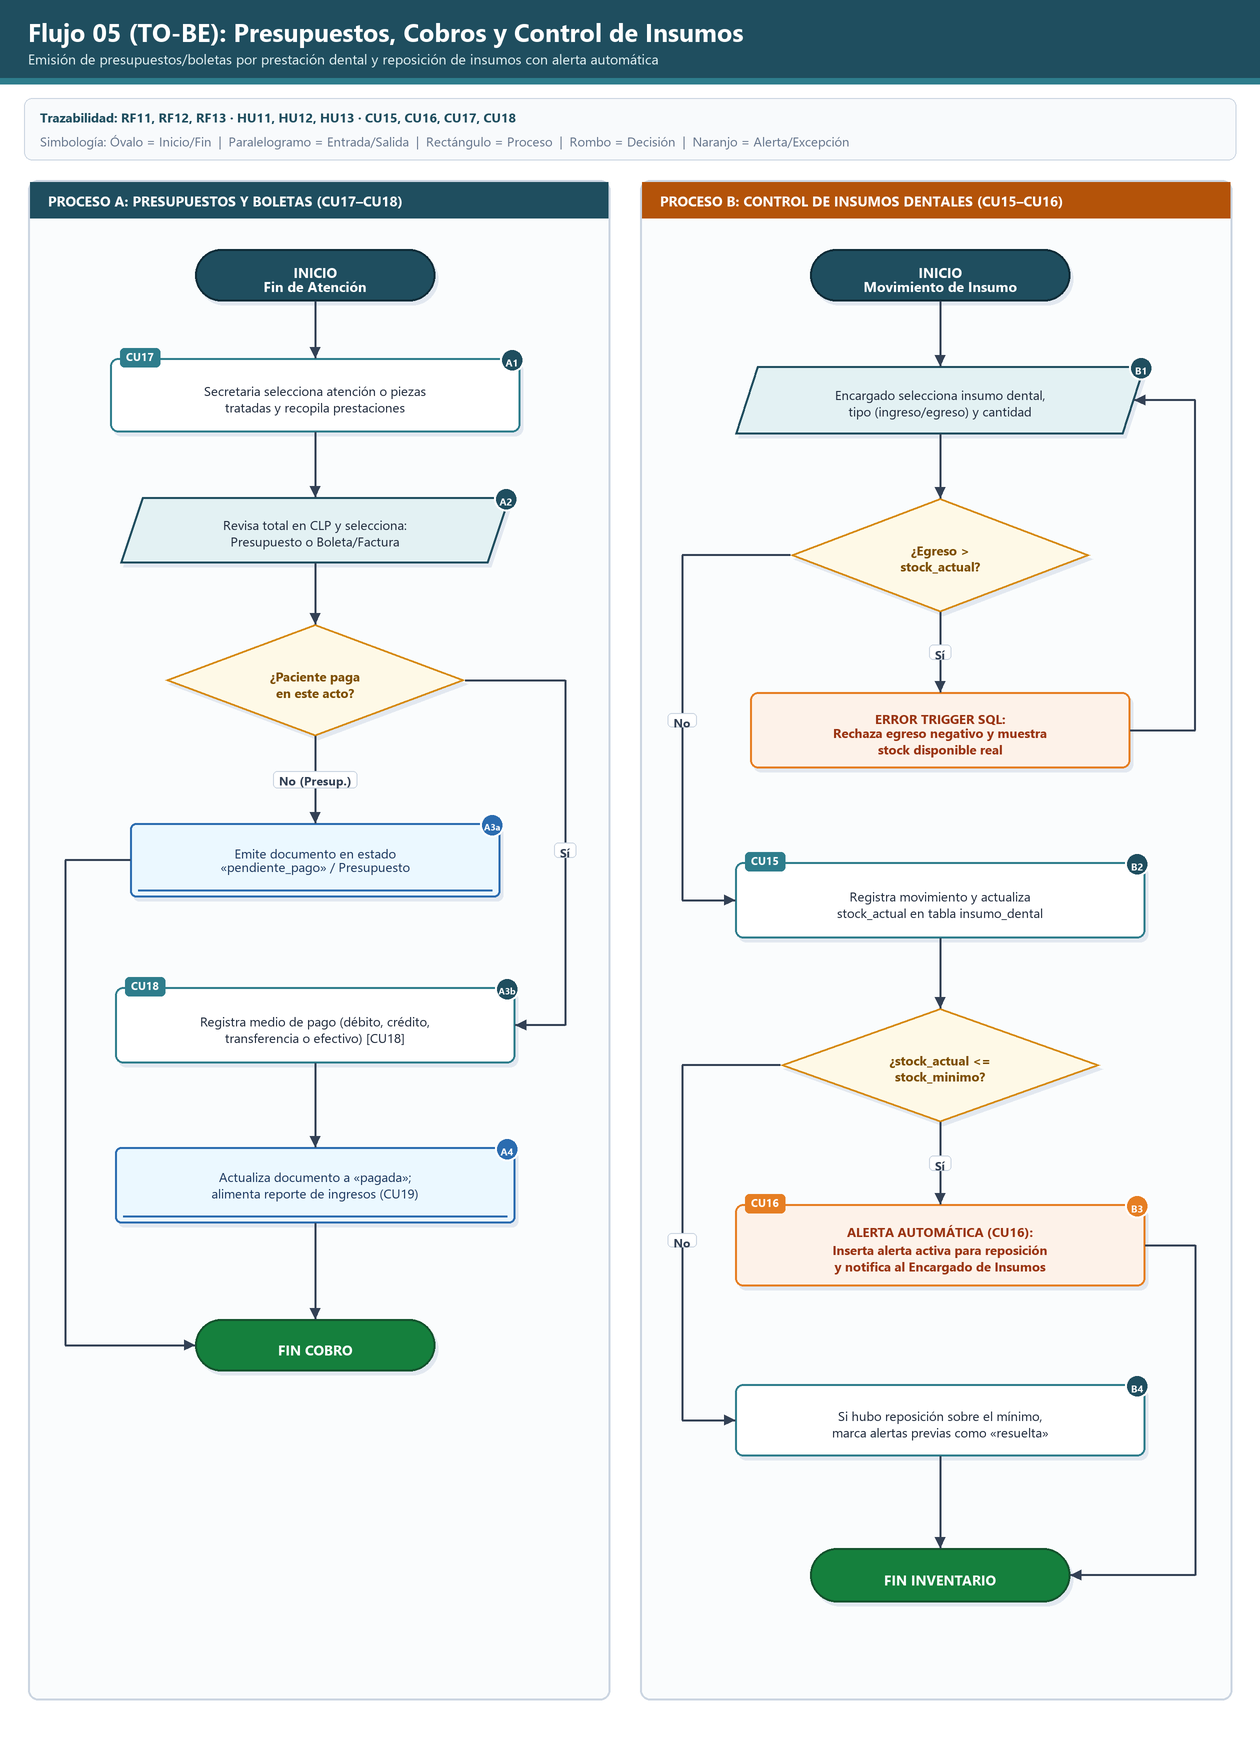 Flujo 05 (TO-BE): Presupuestos, Cobros y Control de Insumos
Emisión de presupuestos/boletas por prestación dental y reposición de insumos con alerta automática
Trazabilidad: RF11, RF12, RF13 · HU11, HU12, HU13 · CU15, CU16, CU17, CU18
Simbología: Óvalo = Inicio/Fin | Paralelogramo = Entrada/Salida | Rectángulo = Proceso | Rombo = Decisión | Naranjo = Alerta/Excepción
PROCESO A: PRESUPUESTOS Y BOLETAS (CU17–CU18)
INICIO
Fin de Atención
CU17
A1
Secretaria selecciona atención o piezas
tratadas y recopila prestaciones
A2
Revisa total en CLP y selecciona:
Presupuesto o Boleta/Factura
¿Paciente paga
en este acto?
No (Presup.)
Sí
A3a
Emite documento en estado
«pendiente_pago» / Presupuesto
CU18
A3b
Registra medio de pago (débito, crédito,
transferencia o efectivo) [CU18]
A4
Actualiza documento a «pagada»;
alimenta reporte de ingresos (CU19)
FIN COBRO
PROCESO B: CONTROL DE INSUMOS DENTALES (CU15–CU16)
INICIO
Movimiento de Insumo
B1
Encargado selecciona insumo dental,
tipo (ingreso/egreso) y cantidad
¿Egreso >
stock_actual?
Sí
No
ERROR TRIGGER SQL:
Rechaza egreso negativo y muestra
stock disponible real
CU15
B2
Registra movimiento y actualiza
stock_actual en tabla insumo_dental
¿stock_actual <=
stock_minimo?
Sí
No
CU16
B3
ALERTA AUTOMÁTICA (CU16):
Inserta alerta activa para reposición
y notifica al Encargado de Insumos
B4
Si hubo reposición sobre el mínimo,
marca alertas previas como «resuelta»
FIN INVENTARIO